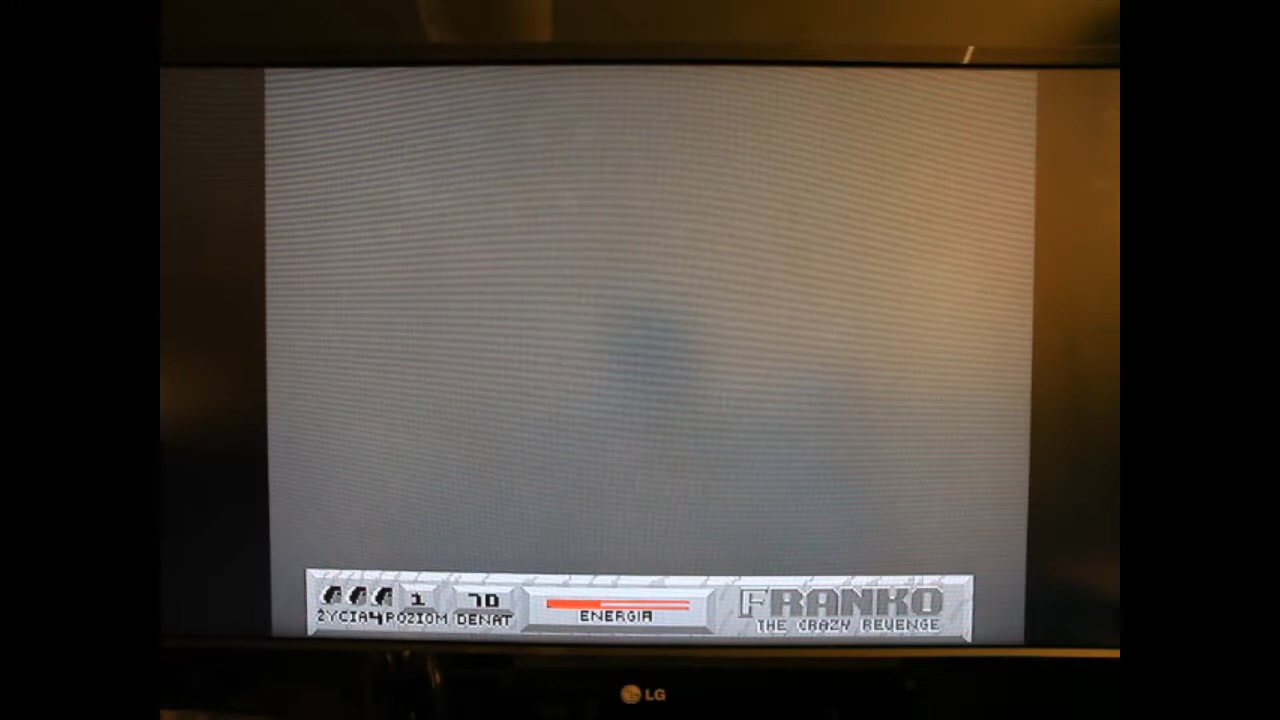 1 70 FRANKO
ŻYCIA 4 POZIOM DENAT ENERGIA THE CRAZY REVENGE
LG